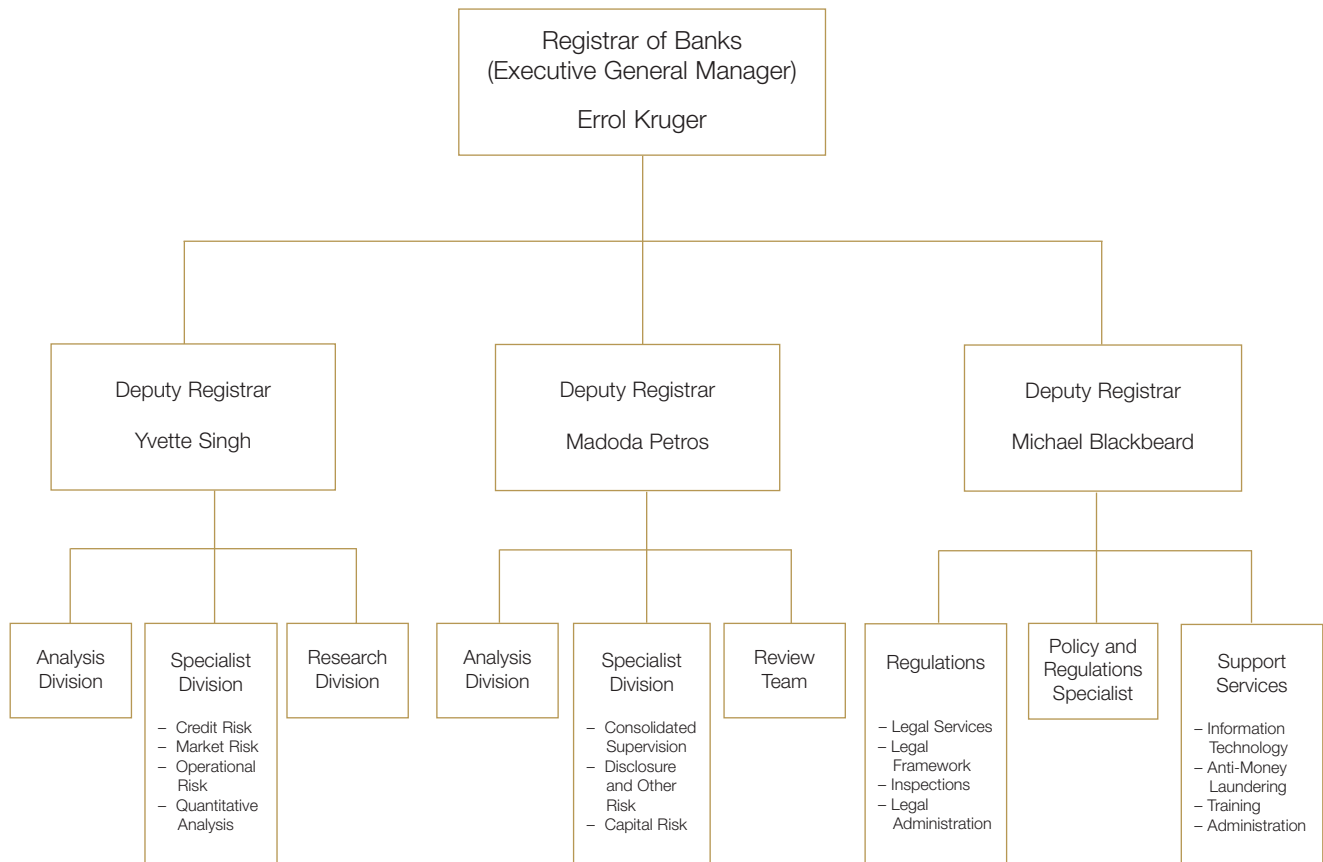 Registrar of Banks
(Executive General Manager)
Errol Kruger
Deputy Registrar
Yvette Singh
Deputy Registrar
Madoda Petros
Deputy Registrar
Michael Blackbeard
Analysis
Division
Specialist
Division
– Credit Risk
– Market Risk
– Operational
Risk
– Quantitative
Analysis
Research
Division
Analysis
Division
Specialist
Division
– Consolidated
Supervision
– Disclosure
and Other
Risk
– Capital Risk
Review
Team
Regulations
– Legal Services
– Legal
Framework
– Inspections
– Legal
Administration
Policy and
Regulations
Specialist
Support
Services
– Information
Technology
– Anti-Money
Laundering
– Training
– Administration